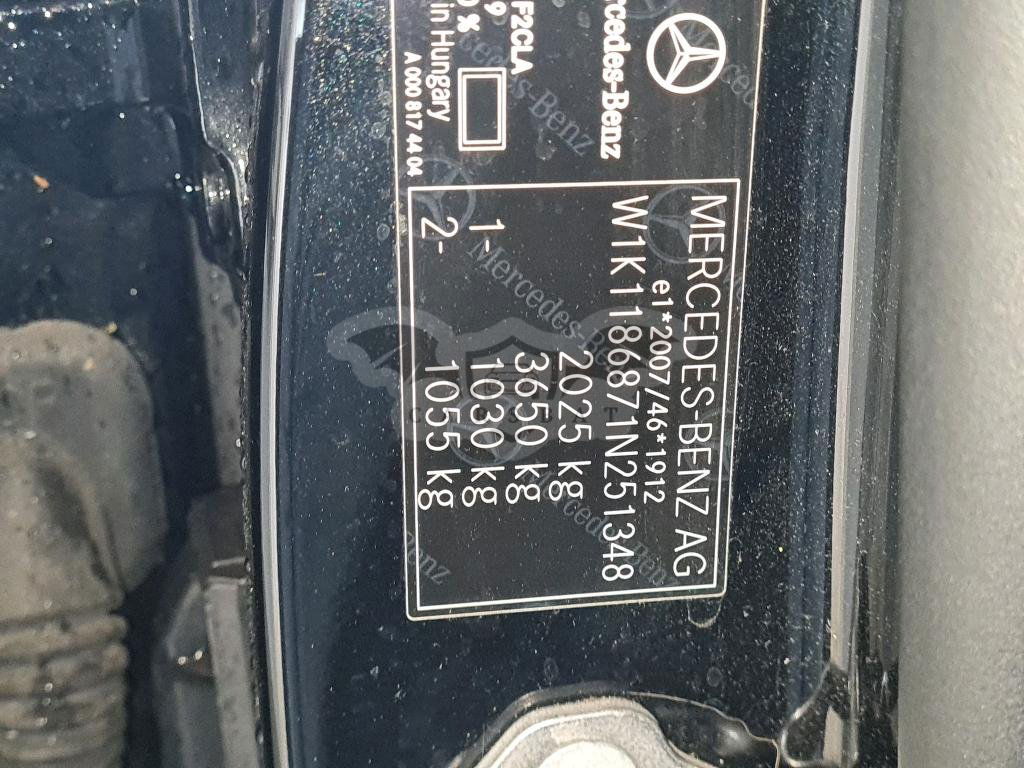 MERCEDES-BENZ AG
e1*2007/46*1912
W1K1186871N251348
2025 kg
3650 kg
1- 1030 kg
2- 1055 kg
Mercedes-Benz
F2CLA
in Hungary
A 000 817 44 04